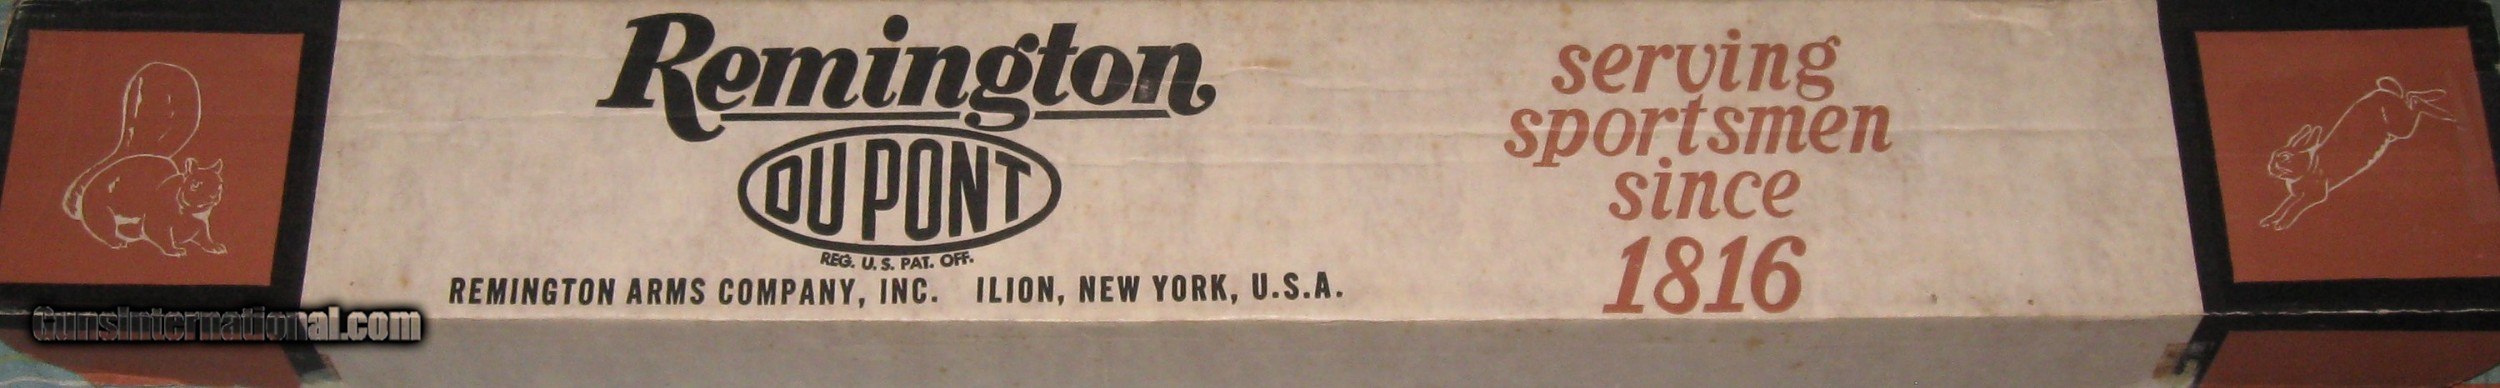 Remington
DU PONT
REG. U. S. PAT. OFF.
REMINGTON ARMS COMPANY, INC. ILION, NEW YORK, U.S.A.
serving
sportsmen
since
1816
GunsInternational.com